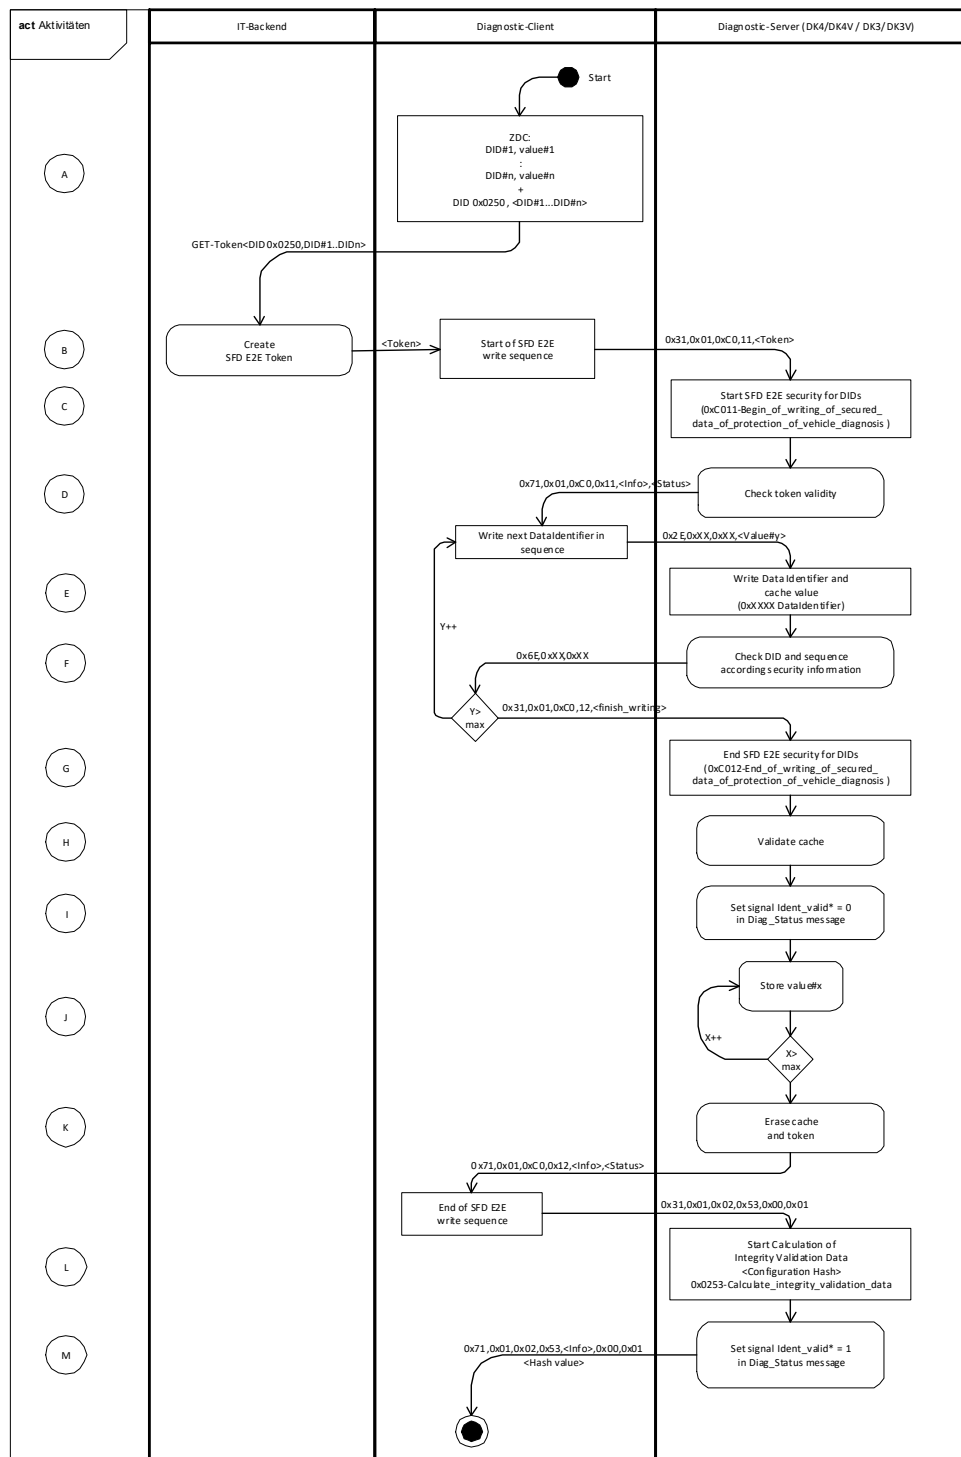 act Aktivitäten
IT-Backend
Diagnostic-Client
Diagnostic-Server (DK4/DK4V / DK3/DK3V)
Start
A
ZDC:
DID#1, value#1
:
DID#n, value#n
+
DID 0x0250, <DID#1...DID#n>
GET-Token<DID 0x0250,DID#1..DIDn>
B
Create
SFD E2E Token
<Token>
Start of SFD E2E
write sequence
0x31,0x01,0xC0,11,<Token>
C
Start SFD E2E security for DIDs
(0xC011-Begin_of_writing_of_secured_
data_of_protection_of_vehicle_diagnosis )
D
0x71,0x01,0xC0,0x11,<Info>,<Status>
Check token validity
Write next DataIdentifier in
sequence
0x2E,0xXX,0xXX,<Value#y>
E
Write Data Identifier and
cache value
(0xXXXX DataIdentifier)
Y++
F
0x6E,0xXX,0xXX
Check DID and sequence
according security information
Y>
max
0x31,0x01,0xC0,12,<finish_writing>
G
End SFD E2E security for DIDs
(0xC012-End_of_writing_of_secured_
data_of_protection_of_vehicle_diagnosis )
H
Validate cache
I
Set signal Ident_valid* = 0
in Diag_Status message
Store value#x
J
X++
X>
max
K
Erase cache
and token
0x71,0x01,0xC0,0x12,<Info>,<Status>
End of SFD E2E
write sequence
0x31,0x01,0x02,0x53,0x00,0x01
L
Start Calculation of
Integrity Validation Data
<Configuration Hash>
0x0253-Calculate_integrity_validation_data
M
0x71,0x01,0x02,0x53,<Info>,0x00,0x01
<Hash value>
Set signal Ident_valid* = 1
in Diag_Status message